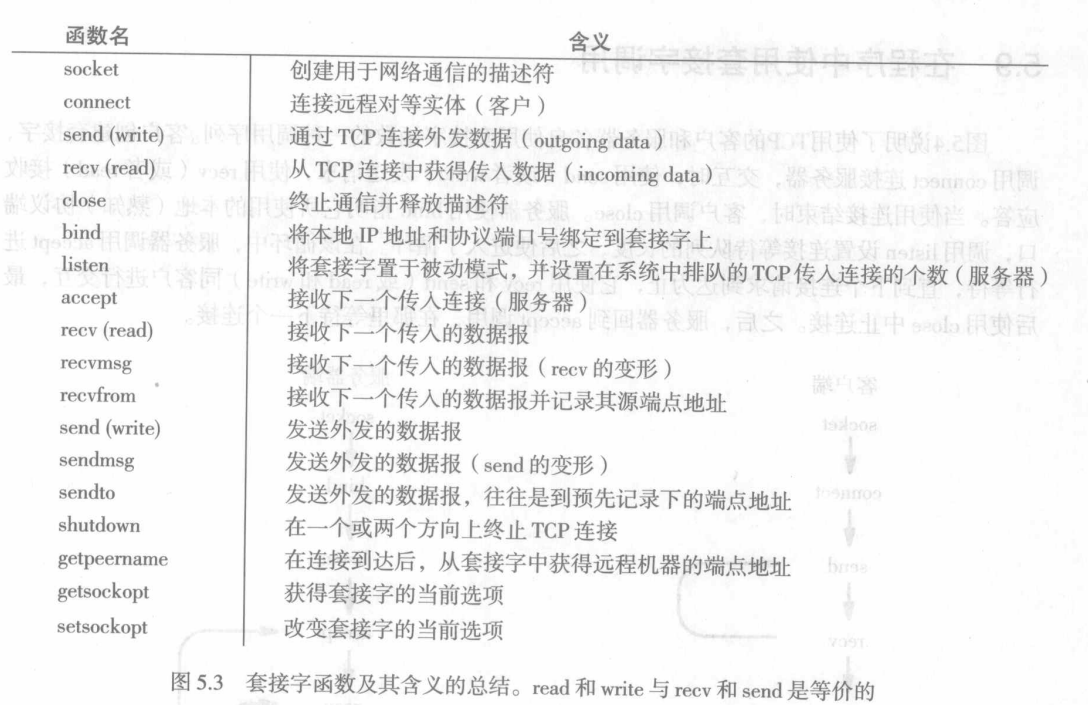 函数名 含义
socket 创建用于网络通信的描述符
connect 连接远程对等实体（客户）
send (write) 通过 TCP 连接外发数据（outgoing data）
recv (read) 从 TCP 连接中获得传入数据（incoming data）
close 终止通信并释放描述符
bind 将本地 IP 地址和协议端口号绑定到套接字上
listen 将套接字置于被动模式，并设置在系统中排队的 TCP 传入连接的个数（服务器）
accept 接收下一个传入连接（服务器）
recv (read) 接收下一个传入的数据报
recvmsg 接收下一个传入的数据报（recv 的变形）
recvfrom 接收下一个传入的数据报并记录其源端点地址
send (write) 发送外发的数据报
sendmsg 发送外发的数据报（send 的变形）
sendto 发送外发的数据报，往往是到预先记录下的端点地址
shutdown 在一个或两个方向上终止 TCP 连接
getpeername 在连接到达后，从套接字中获得远程机器的端点地址
getsockopt 获得套接字的当前选项
setsockopt 改变套接字的当前选项
图 5.3 套接字函数及其含义的总结。read 和 write 与 recv 和 send 是等价的